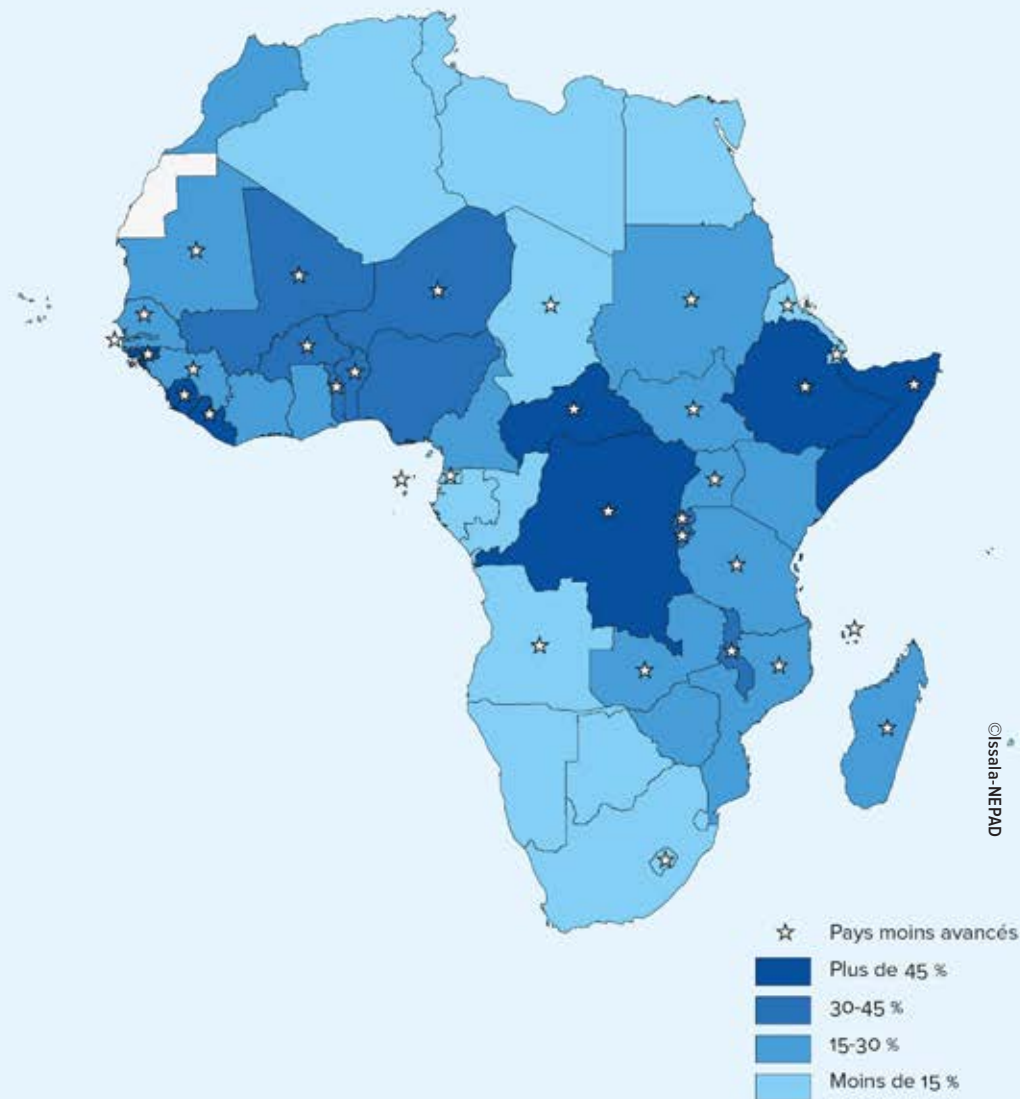 ©Issala-NEPAD
Pays moins avancés
Plus de 45 %
30-45 %
15-30 %
Moins de 15 %